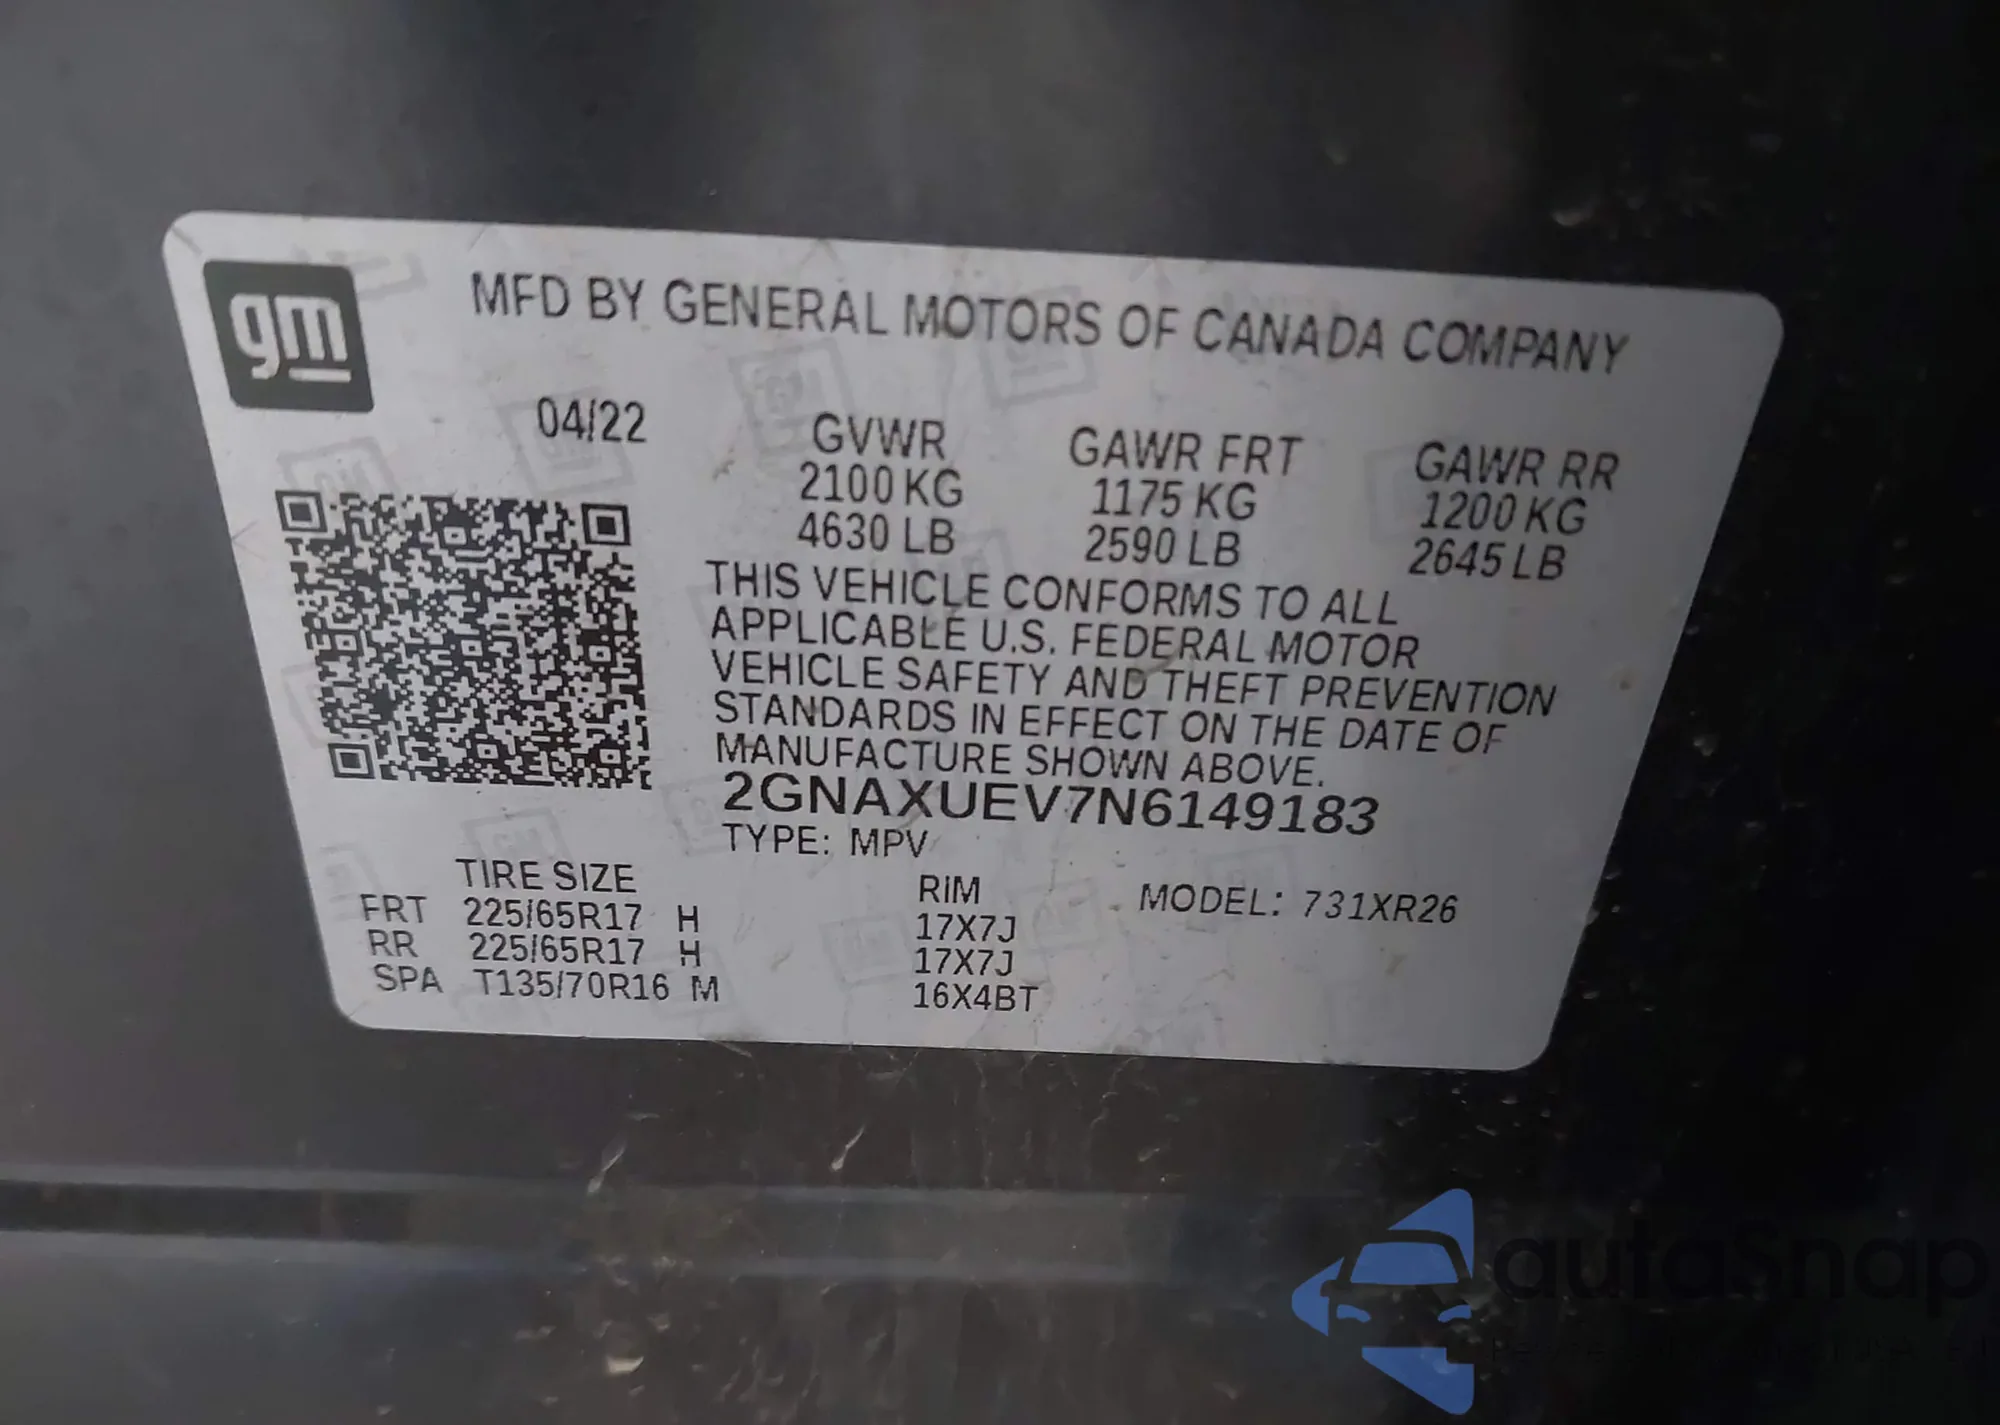 gm
MFD BY GENERAL MOTORS OF CANADA COMPANY
04/22 GVWR GAWR FRT GAWR RR
2100 KG 1175 KG 1200 KG
4630 LB 2590 LB 2645 LB
THIS VEHICLE CONFORMS TO ALL
APPLICABLE U.S. FEDERAL MOTOR
VEHICLE SAFETY AND THEFT PREVENTION
STANDARDS IN EFFECT ON THE DATE OF
MANUFACTURE SHOWN ABOVE.
2GNAXUEV7N6149183
TYPE: MPV
TIRE SIZE RIM MODEL: 731XR26
FRT 225/65R17 H 17X7J
RR 225/65R17 H 17X7J
SPA T135/70R16 M 16X4BT
autosnap